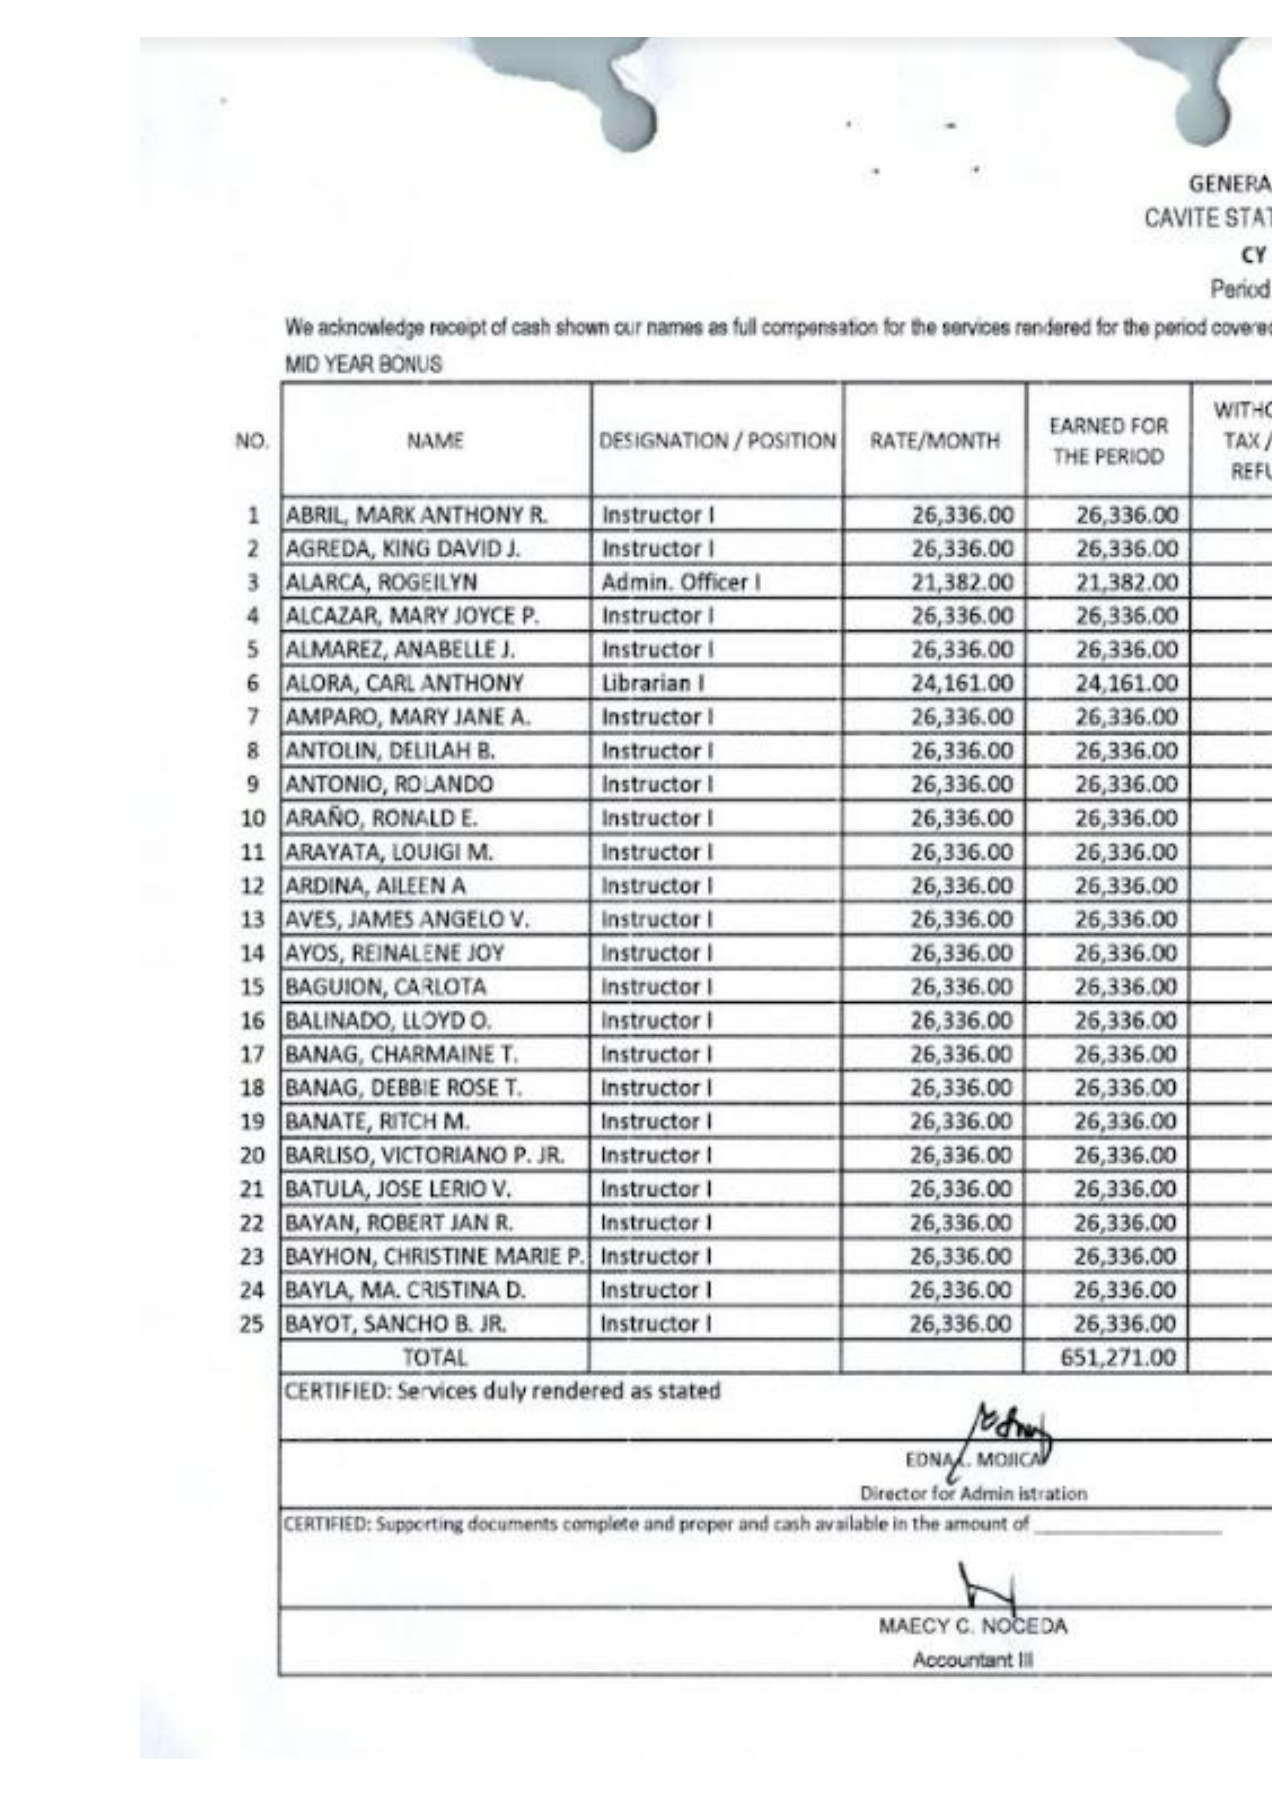 GENERA
CAVITE STAT
CY
Period
We acknowledge receipt of cash shown our names as full compensation for the services rendered for the period covered
MID YEAR BONUS
NO. NAME DESIGNATION / POSITION RATE/MONTH EARNED FOR THE PERIOD WITHO TAX / REFU
1 ABRIL, MARK ANTHONY R. Instructor I 26,336.00 26,336.00
2 AGREDA, KING DAVID J. Instructor I 26,336.00 26,336.00
3 ALARCA, ROGEILYN Admin. Officer I 21,382.00 21,382.00
4 ALCAZAR, MARY JOYCE P. Instructor I 26,336.00 26,336.00
5 ALMAREZ, ANABELLE J. Instructor I 26,336.00 26,336.00
6 ALORA, CARL ANTHONY Librarian I 24,161.00 24,161.00
7 AMPARO, MARY JANE A. Instructor I 26,336.00 26,336.00
8 ANTOLIN, DELILAH B. Instructor I 26,336.00 26,336.00
9 ANTONIO, ROLANDO Instructor I 26,336.00 26,336.00
10 ARAÑO, RONALD E. Instructor I 26,336.00 26,336.00
11 ARAYATA, LOUIGI M. Instructor I 26,336.00 26,336.00
12 ARDINA, AILEEN A Instructor I 26,336.00 26,336.00
13 AVES, JAMES ANGELO V. Instructor I 26,336.00 26,336.00
14 AYOS, REINALENE JOY Instructor I 26,336.00 26,336.00
15 BAGUION, CARLOTA Instructor I 26,336.00 26,336.00
16 BALINADO, LLOYD O. Instructor I 26,336.00 26,336.00
17 BANAG, CHARMAINE T. Instructor I 26,336.00 26,336.00
18 BANAG, DEBBIE ROSE T. Instructor I 26,336.00 26,336.00
19 BANATE, RITCH M. Instructor I 26,336.00 26,336.00
20 BARLISO, VICTORIANO P. JR. Instructor I 26,336.00 26,336.00
21 BATULA, JOSE LERIO V. Instructor I 26,336.00 26,336.00
22 BAYAN, ROBERT JAN R. Instructor I 26,336.00 26,336.00
23 BAYHON, CHRISTINE MARIE P. Instructor I 26,336.00 26,336.00
24 BAYLA, MA. CRISTINA D. Instructor I 26,336.00 26,336.00
25 BAYOT, SANCHO B. JR. Instructor I 26,336.00 26,336.00
TOTAL 651,271.00
CERTIFIED: Services duly rendered as stated
EDNA L. MOJICA
Director for Admin istration
CERTIFIED: Supporting documents complete and proper and cash available in the amount of
MAECY C. NOCEDA
Accountant III